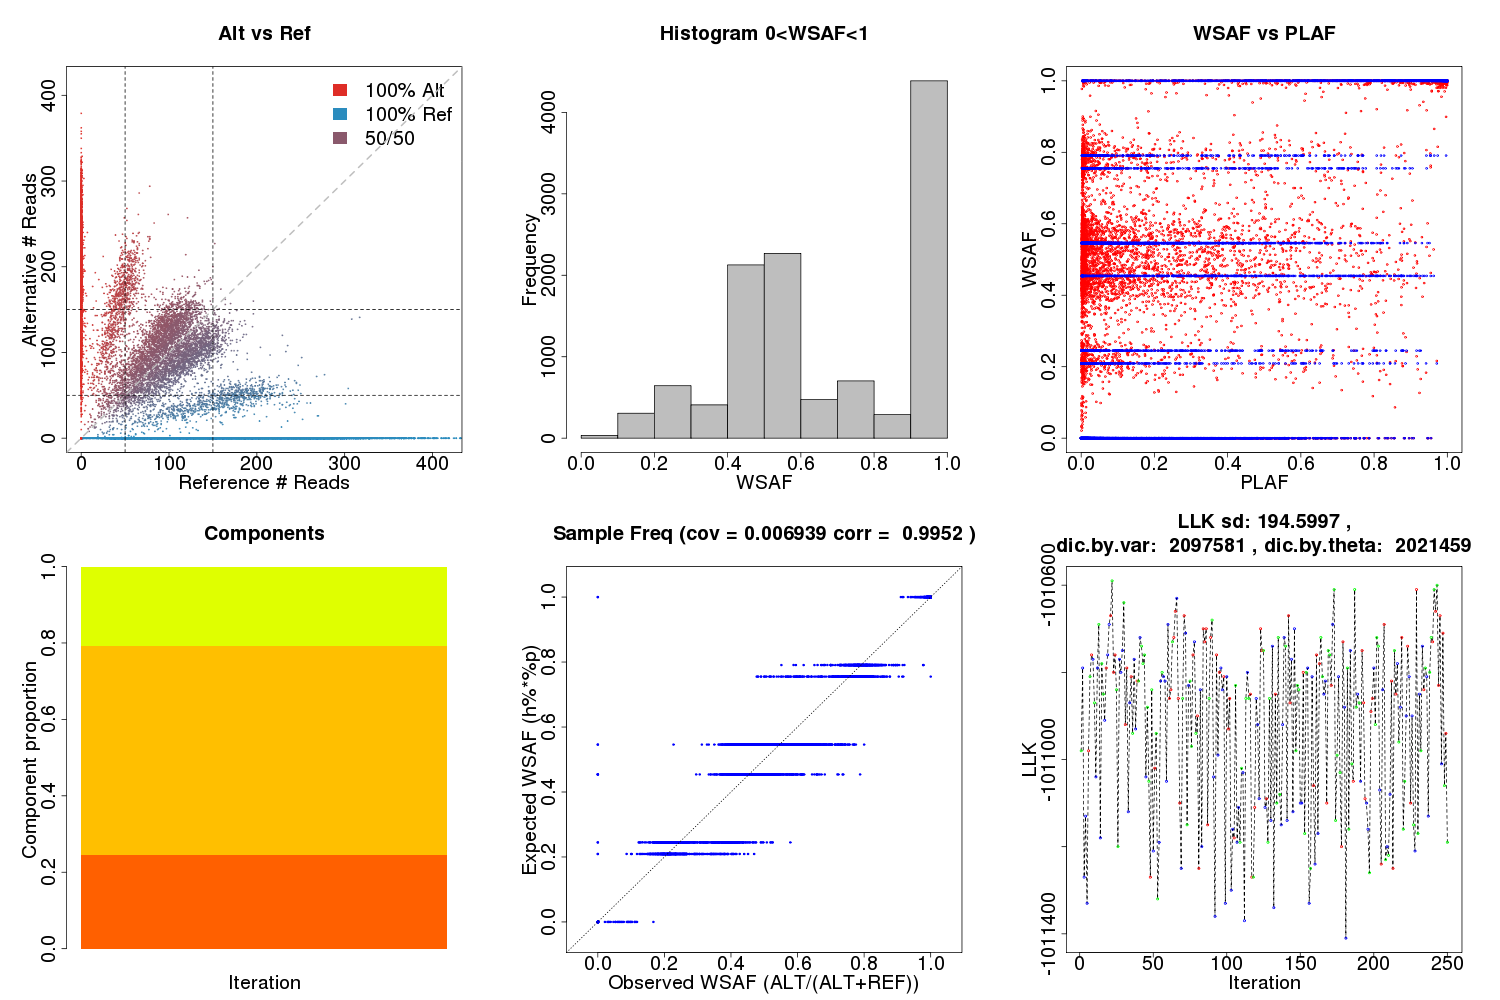 Alt vs Ref
100% Alt
100% Ref
50/50
Alternative # Reads
0
100
200
300
400
0
100
200
300
400
Reference # Reads
Histogram 0<WSAF<1
Frequency
0
1000
2000
3000
4000
0.0
0.2
0.4
0.6
0.8
1.0
WSAF
WSAF vs PLAF
WSAF
0.0
0.2
0.4
0.6
0.8
1.0
0.0
0.2
0.4
0.6
0.8
1.0
PLAF
Components
Component proportion
0.0
0.2
0.4
0.6
0.8
1.0
Iteration
Sample Freq (cov = 0.006939 corr = 0.9952 )
Expected WSAF (h%*%p)
0.0
0.2
0.4
0.6
0.8
1.0
0.0
0.2
0.4
0.6
0.8
1.0
Observed WSAF (ALT/(ALT+REF))
LLK sd: 194.5997 ,
dic.by.var: 2097581 , dic.by.theta: 2021459
LLK
-1011400
-1011000
-1010600
0
50
100
150
200
250
Iteration